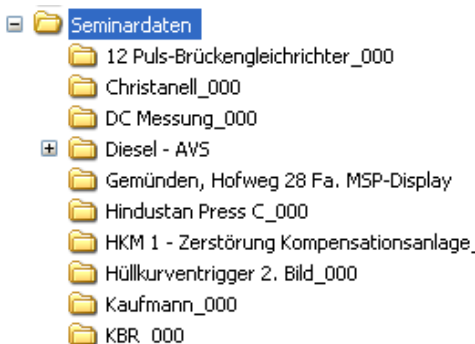 Seminardaten
12 Puls-Brückengleichrichter_000
Christanell_000
DC Messung_000
Diesel - AVS
Gemünden, Hofweg 28 Fa. MSP-Display
Hindustan Press C_000
HKM 1 - Zerstörung Kompensationsanlage_
Hüllkurventrigger 2. Bild_000
Kaufmann_000
KBR_000